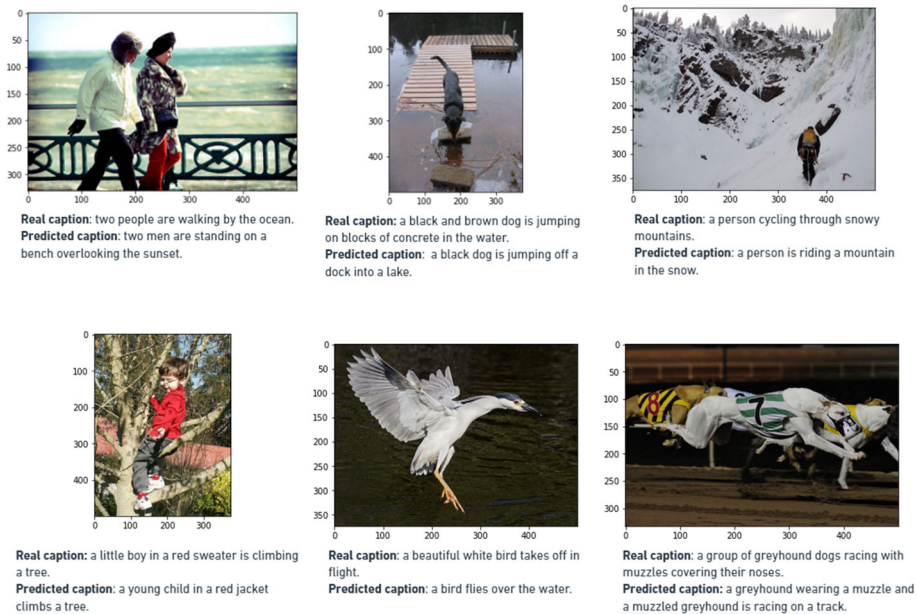 0
50
100
150
200
250
300
0 100 200 300 400
Real caption: two people are walking by the ocean.
Predicted caption: two men are standing on a
bench overlooking the sunset.
0
100
200
300
400
0 100 200 300
Real caption: a black and brown dog is jumping
on blocks of concrete in the water.
Predicted caption: a black dog is jumping off a
dock into a lake.
0
50
100
150
200
250
300
350
0 100 200 300 400
Real caption: a person cycling through snowy
mountains.
Predicted caption: a person is riding a mountain
in the snow.
0
100
200
300
400
0 100 200 300
Real caption: a little boy in a red sweater is climbing
a tree.
Predicted caption: a young child in a red jacket
climbs a tree.
0
50
100
150
200
250
300
350
0 100 200 300 400
Real caption: a beautiful white bird takes off in
flight.
Predicted caption: a bird flies over the water.
0
50
100
150
200
250
300
8
7
0 100 200 300 400
Real caption: a group of greyhound dogs racing with
muzzles covering their noses.
Predicted caption: a greyhound wearing a muzzle and
a muzzled greyhound is racing on a track.